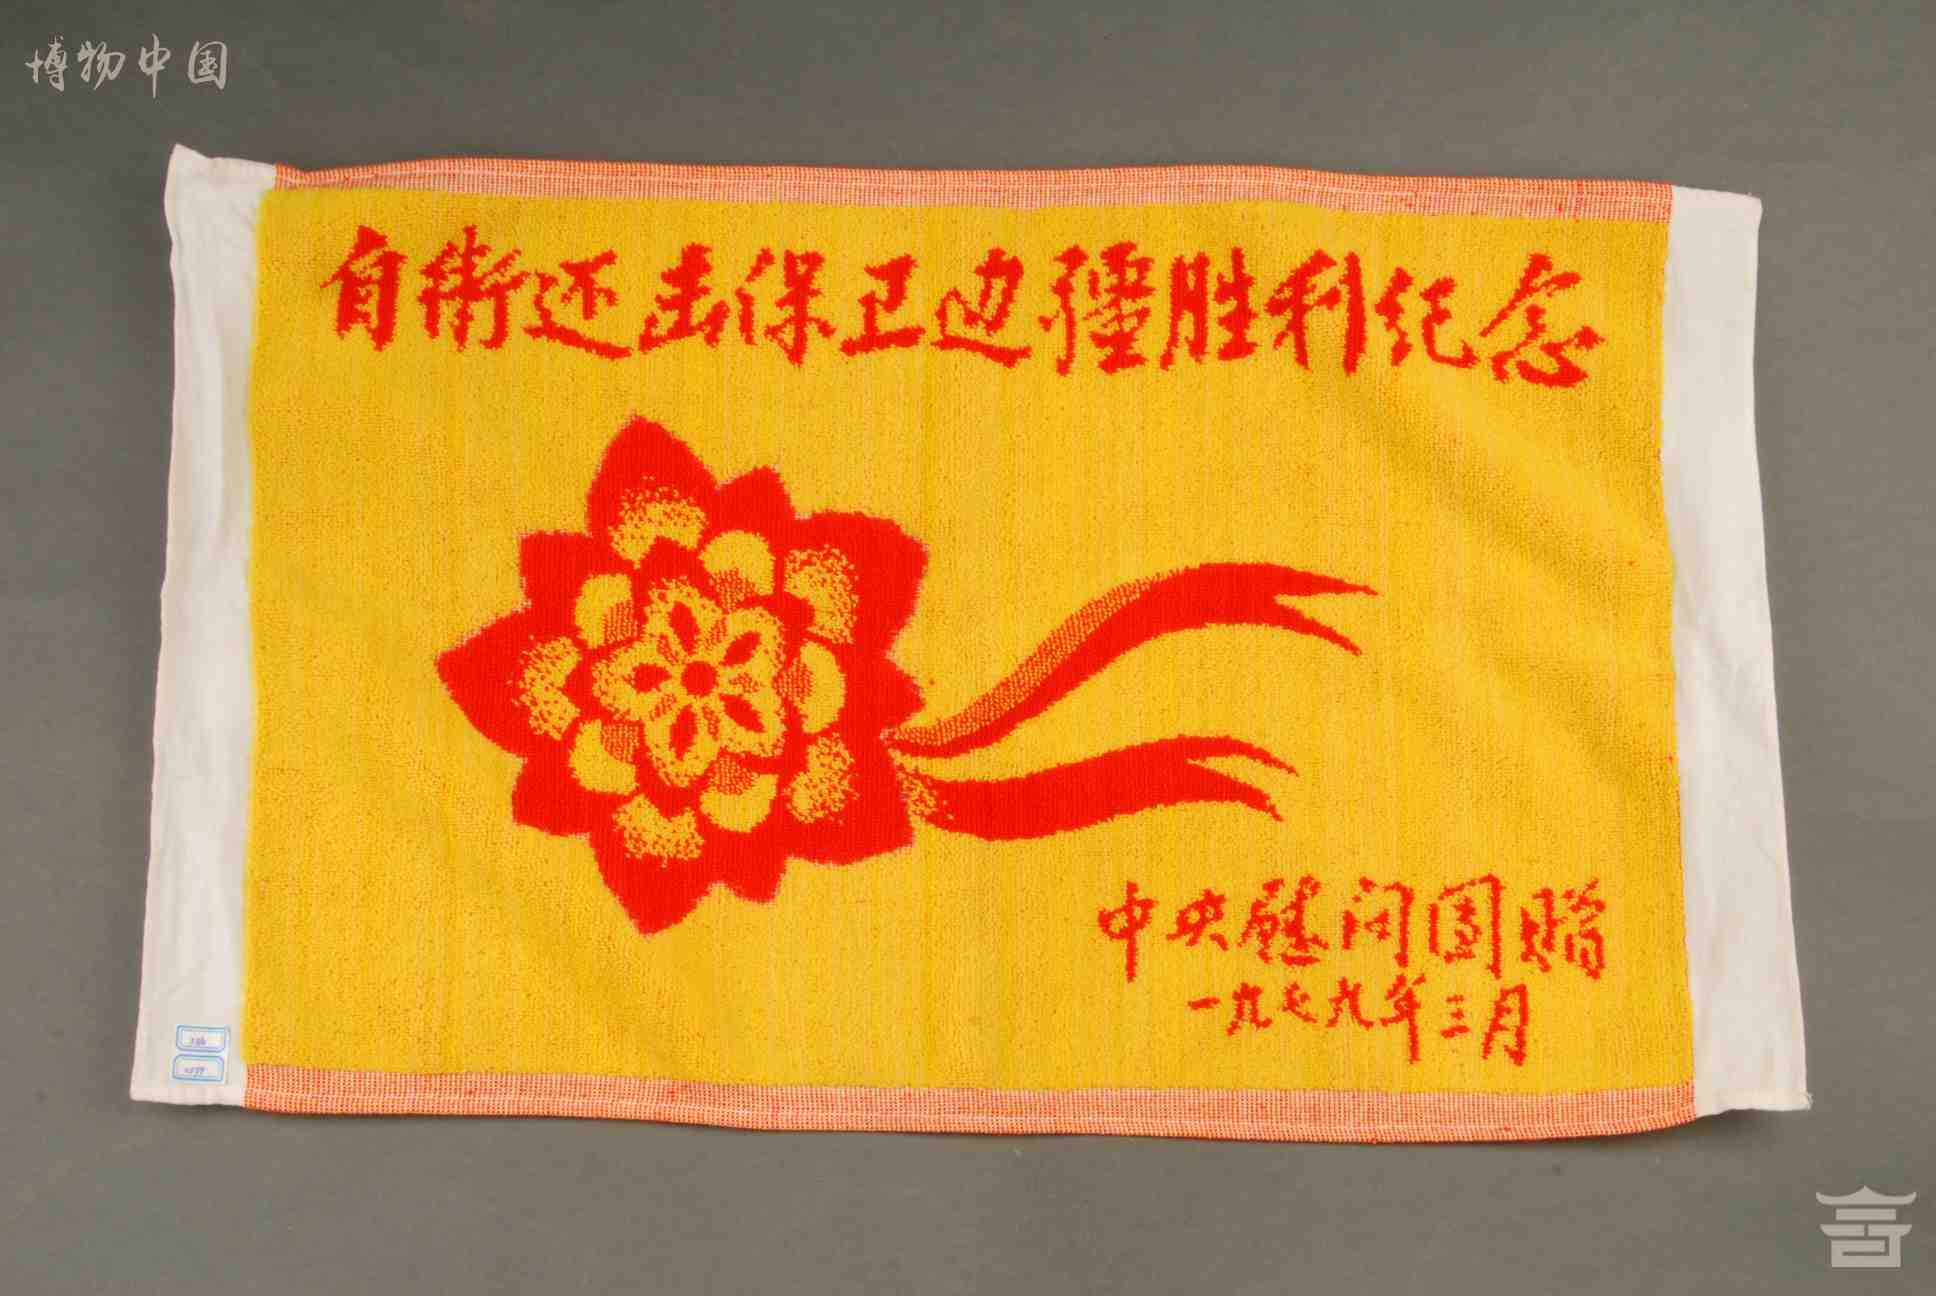 博物中国
自衛还击保卫边疆胜利纪念
中央慰问团赠
一九七九年三月